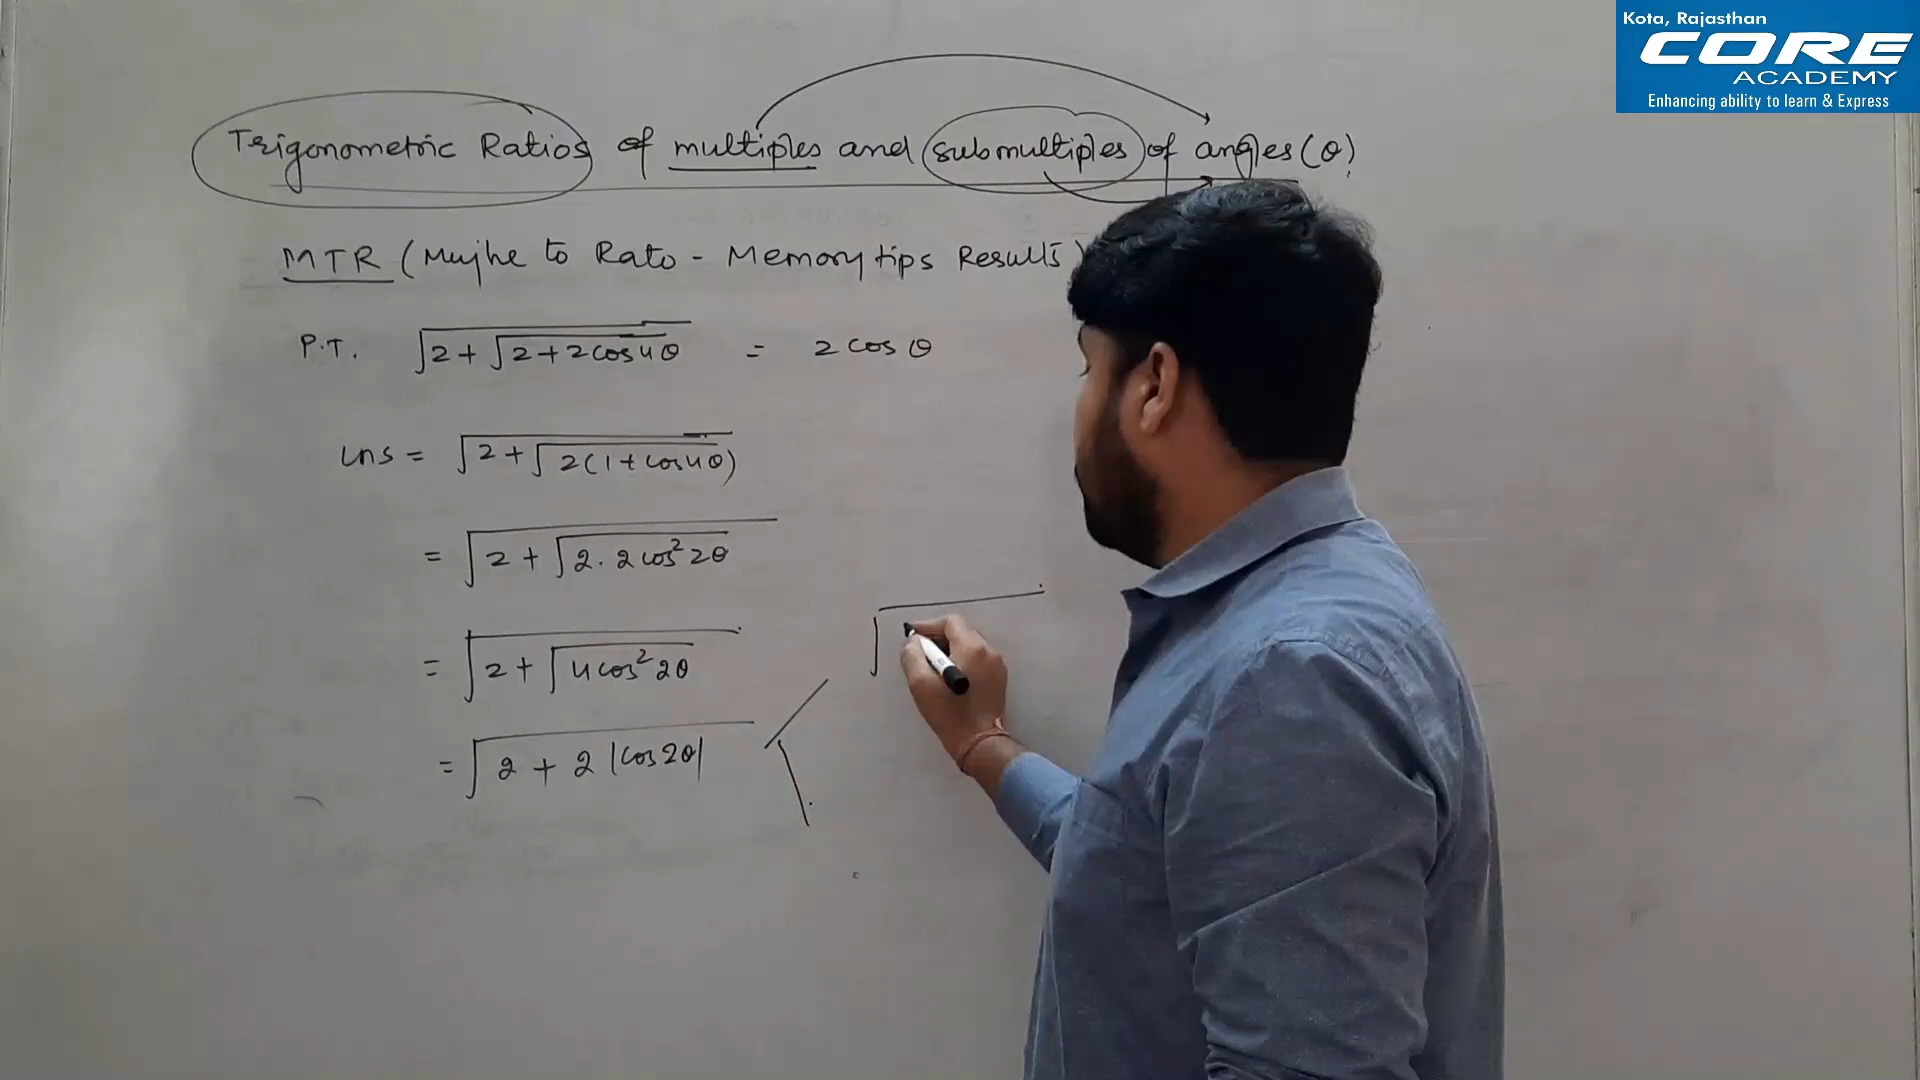 Kota, Rajasthan
CORE
ACADEMY
Enhancing ability to learn & Express
Trigonometric Ratios of multiples and submultiples of angles (θ)
MTR (Mujhe to Rato - Memory tips Results)
P.T. √(2+√(2+2cos4θ)) = 2cosθ
LHS = √(2+√(2(1+cos4θ)))
= √(2+√(2.2cos²2θ))
= √(2+√(4cos²2θ))
= √(2+2|cos2θ|)